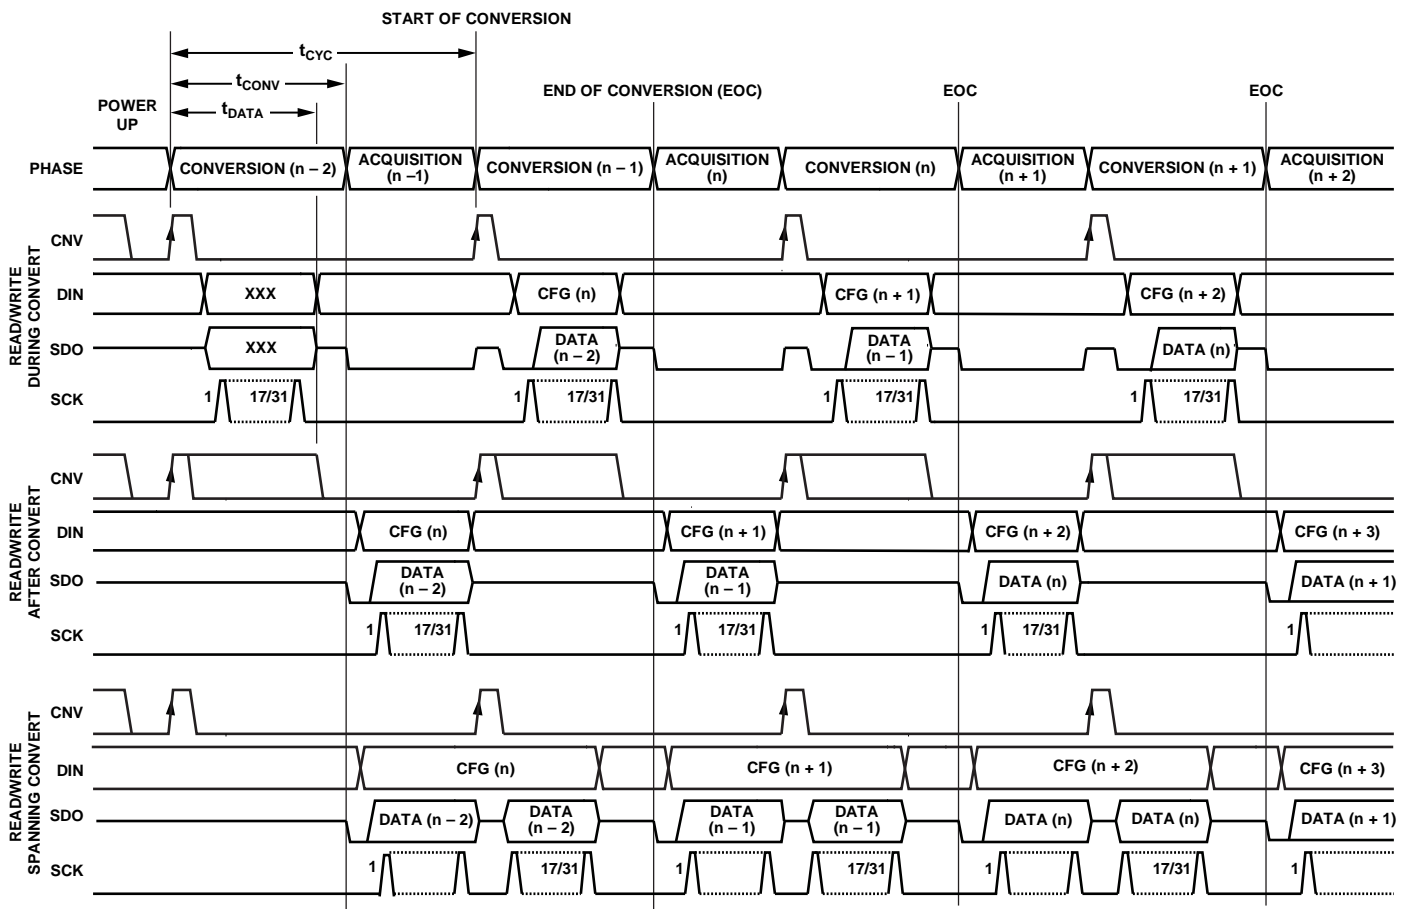 START OF CONVERSION
tCYC
tCONV
END OF CONVERSION (EOC)
EOC
EOC
POWER
UP
tDATA
PHASE
CONVERSION (n – 2)
ACQUISITION
(n –1)
CONVERSION (n – 1)
ACQUISITION
(n)
CONVERSION (n)
ACQUISITION
(n + 1)
CONVERSION (n + 1)
ACQUISITION
(n + 2)
READ/WRITE
DURING CONVERT
CNV
DIN
XXX
CFG (n)
CFG (n + 1)
CFG (n + 2)
SDO
XXX
DATA
(n – 2)
DATA
(n – 1)
DATA (n)
SCK
1
17/31
1
17/31
1
17/31
1
17/31
READ/WRITE
AFTER CONVERT
CNV
DIN
CFG (n)
CFG (n + 1)
CFG (n + 2)
CFG (n + 3)
SDO
DATA
(n – 2)
DATA
(n – 1)
DATA (n)
DATA (n + 1)
SCK
1
17/31
1
17/31
1
17/31
1
READ/WRITE
SPANNING CONVERT
CNV
DIN
CFG (n)
CFG (n + 1)
CFG (n + 2)
CFG (n + 3)
SDO
DATA (n – 2)
DATA
(n – 2)
DATA
(n – 1)
DATA
(n – 1)
DATA (n)
DATA (n)
DATA (n + 1)
SCK
1
17/31
1
17/31
1
17/31
1